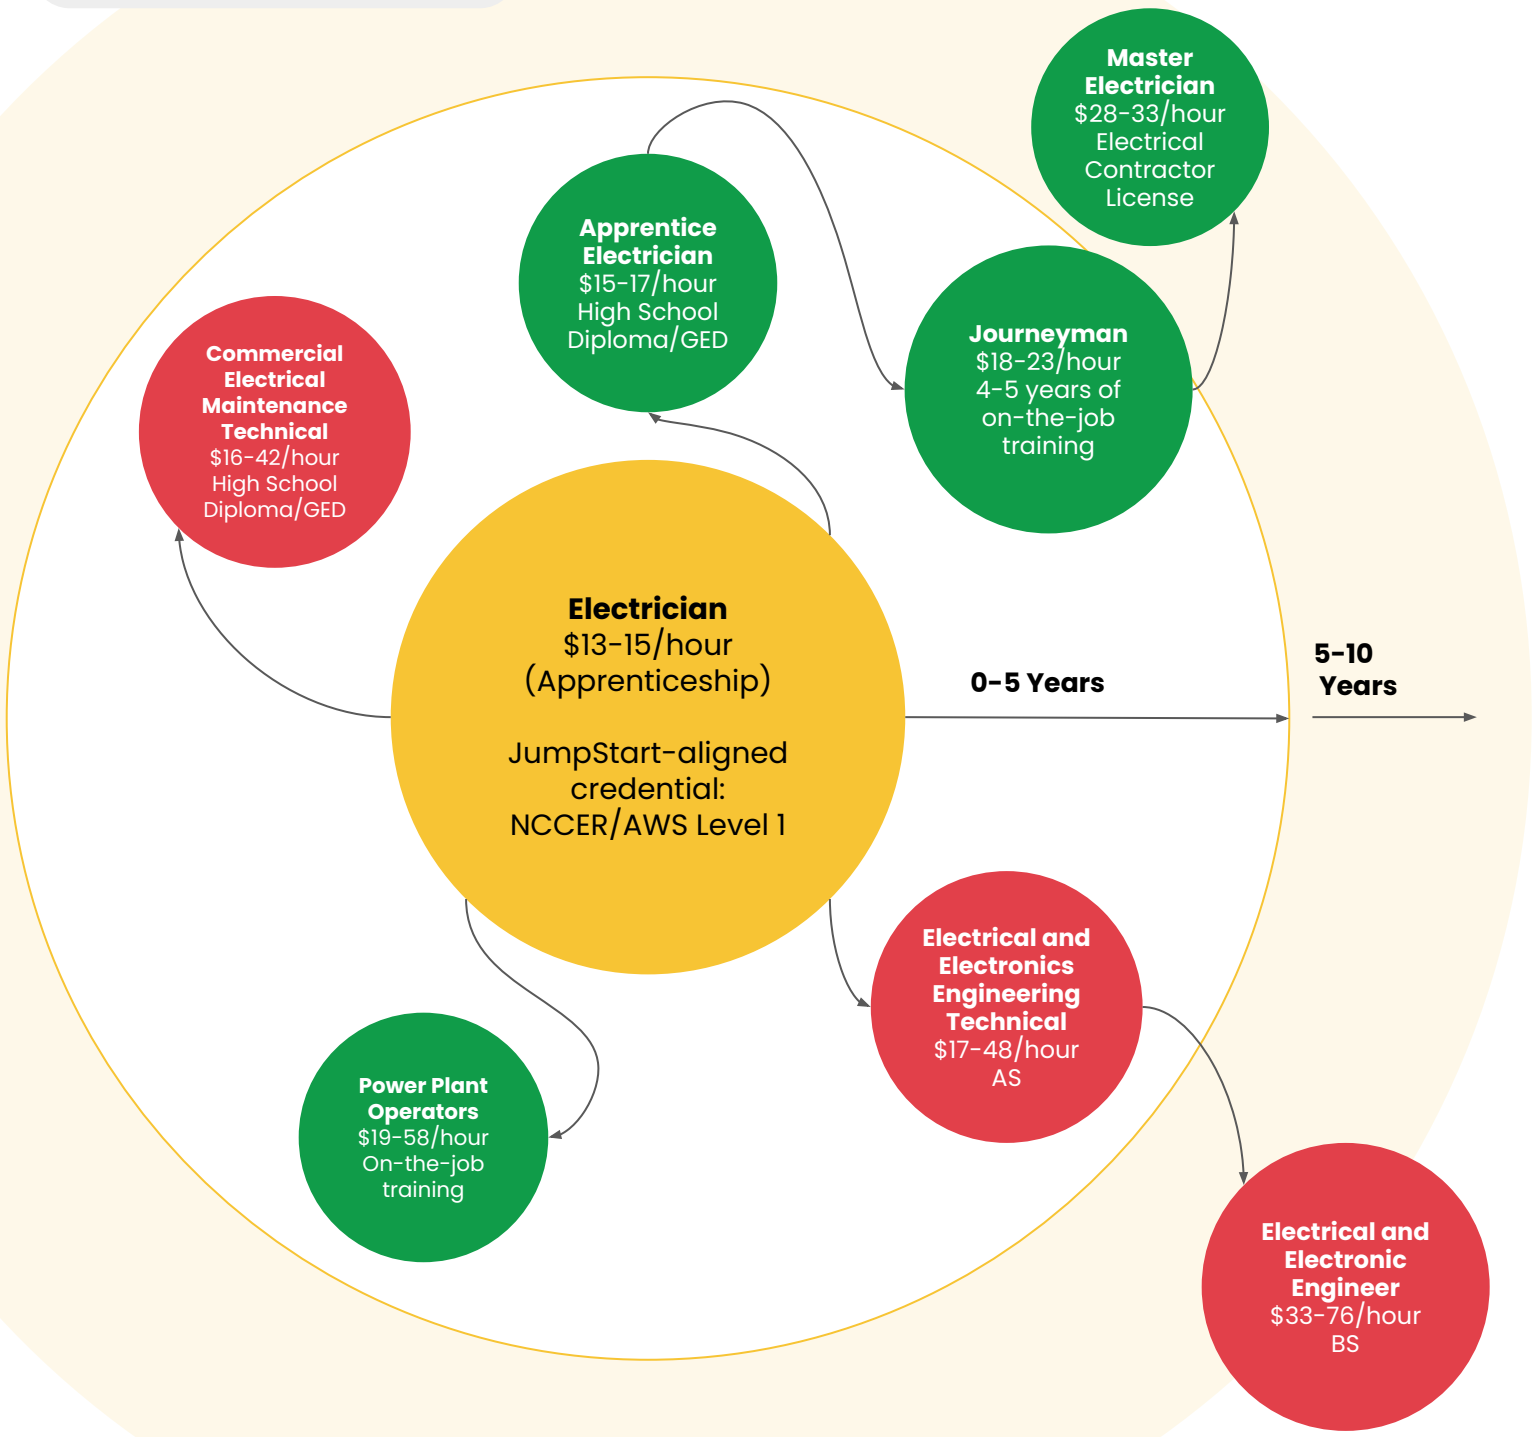 Master
Electrician
$28-33/hour
Electrical
Contractor
License
Apprentice
Electrician
$15-17/hour
High School
Diploma/GED
Journeyman
$18-23/hour
4-5 years of
on-the-job
training
Commercial
Electrical
Maintenance
Technical
$16-42/hour
High School
Diploma/GED
Electrician
$13-15/hour
(Apprenticeship)
JumpStart-aligned
credential:
NCCER/AWS Level 1
0-5 Years
5-10
Years
Electrical and
Electronics
Engineering
Technical
$17-48/hour
AS
Power Plant
Operators
$19-58/hour
On-the-job
training
Electrical and
Electronic
Engineer
$33-76/hour
BS